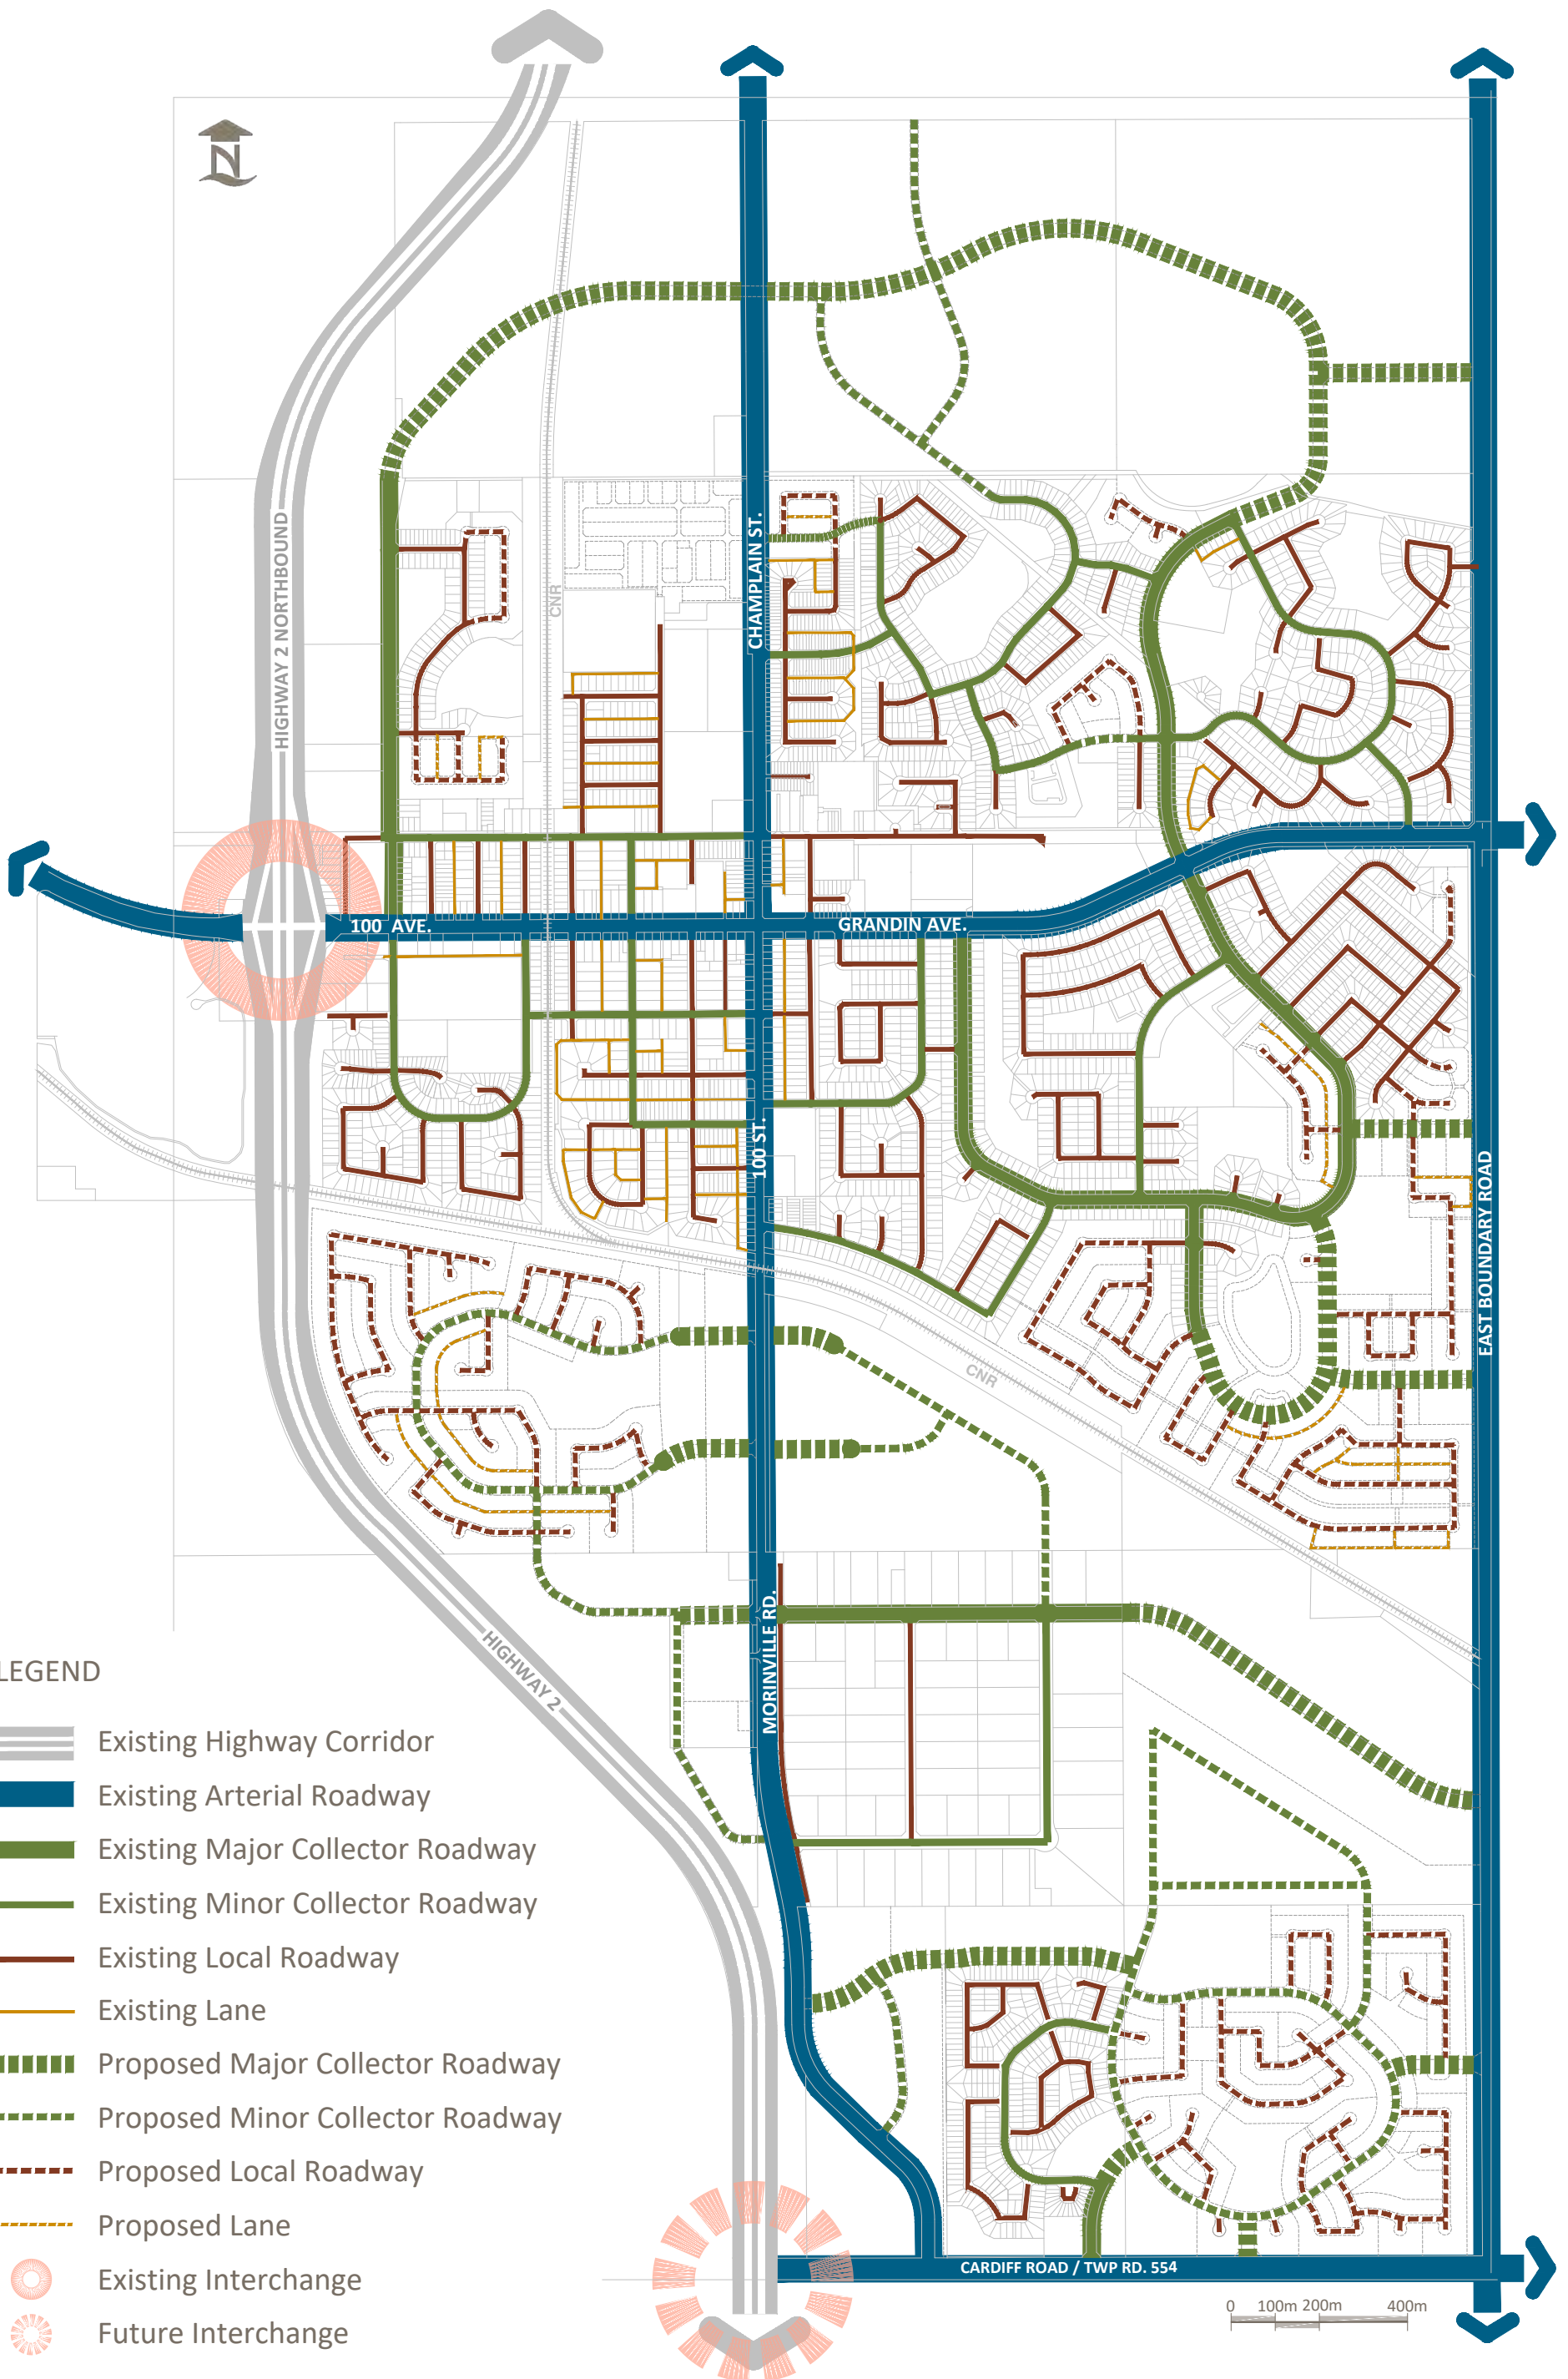 HIGHWAY 2 NORTHBOUND
CNR
CHAMPLAIN ST.
100 AVE.
GRANDIN AVE.
100 ST.
EAST BOUNDARY ROAD
CNR
MORINVILLE RD.
HIGHWAY 2
LEGEND
Existing Highway Corridor
Existing Arterial Roadway
Existing Major Collector Roadway
Existing Minor Collector Roadway
Existing Local Roadway
Existing Lane
Proposed Major Collector Roadway
Proposed Minor Collector Roadway
Proposed Local Roadway
Proposed Lane
Existing Interchange
Future Interchange
CARDIFF ROAD / TWP RD. 554
0 100m 200m 400m